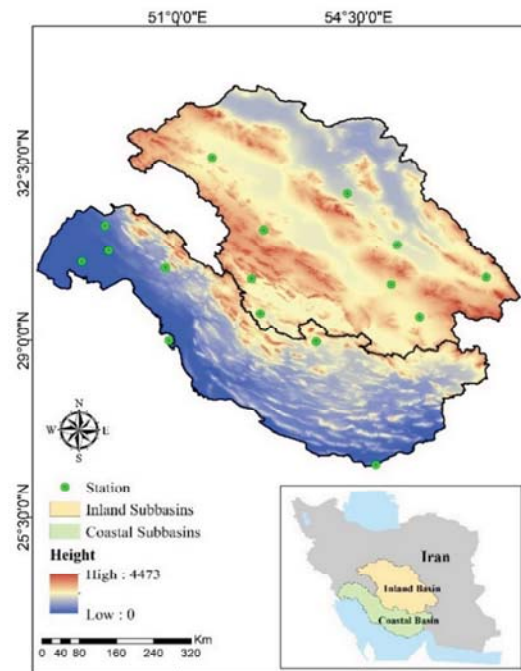 51°0'0"E 54°30'0"E
32°30'0"N
29°0'0"N
25°30'0"N
N
W E
S
Station
Inland Subbasins
Coastal Subbasins
Height
High : 4473
Low : 0
0 40 80 160 240 320
Km
Iran
Inland Basin
Coastal Basin